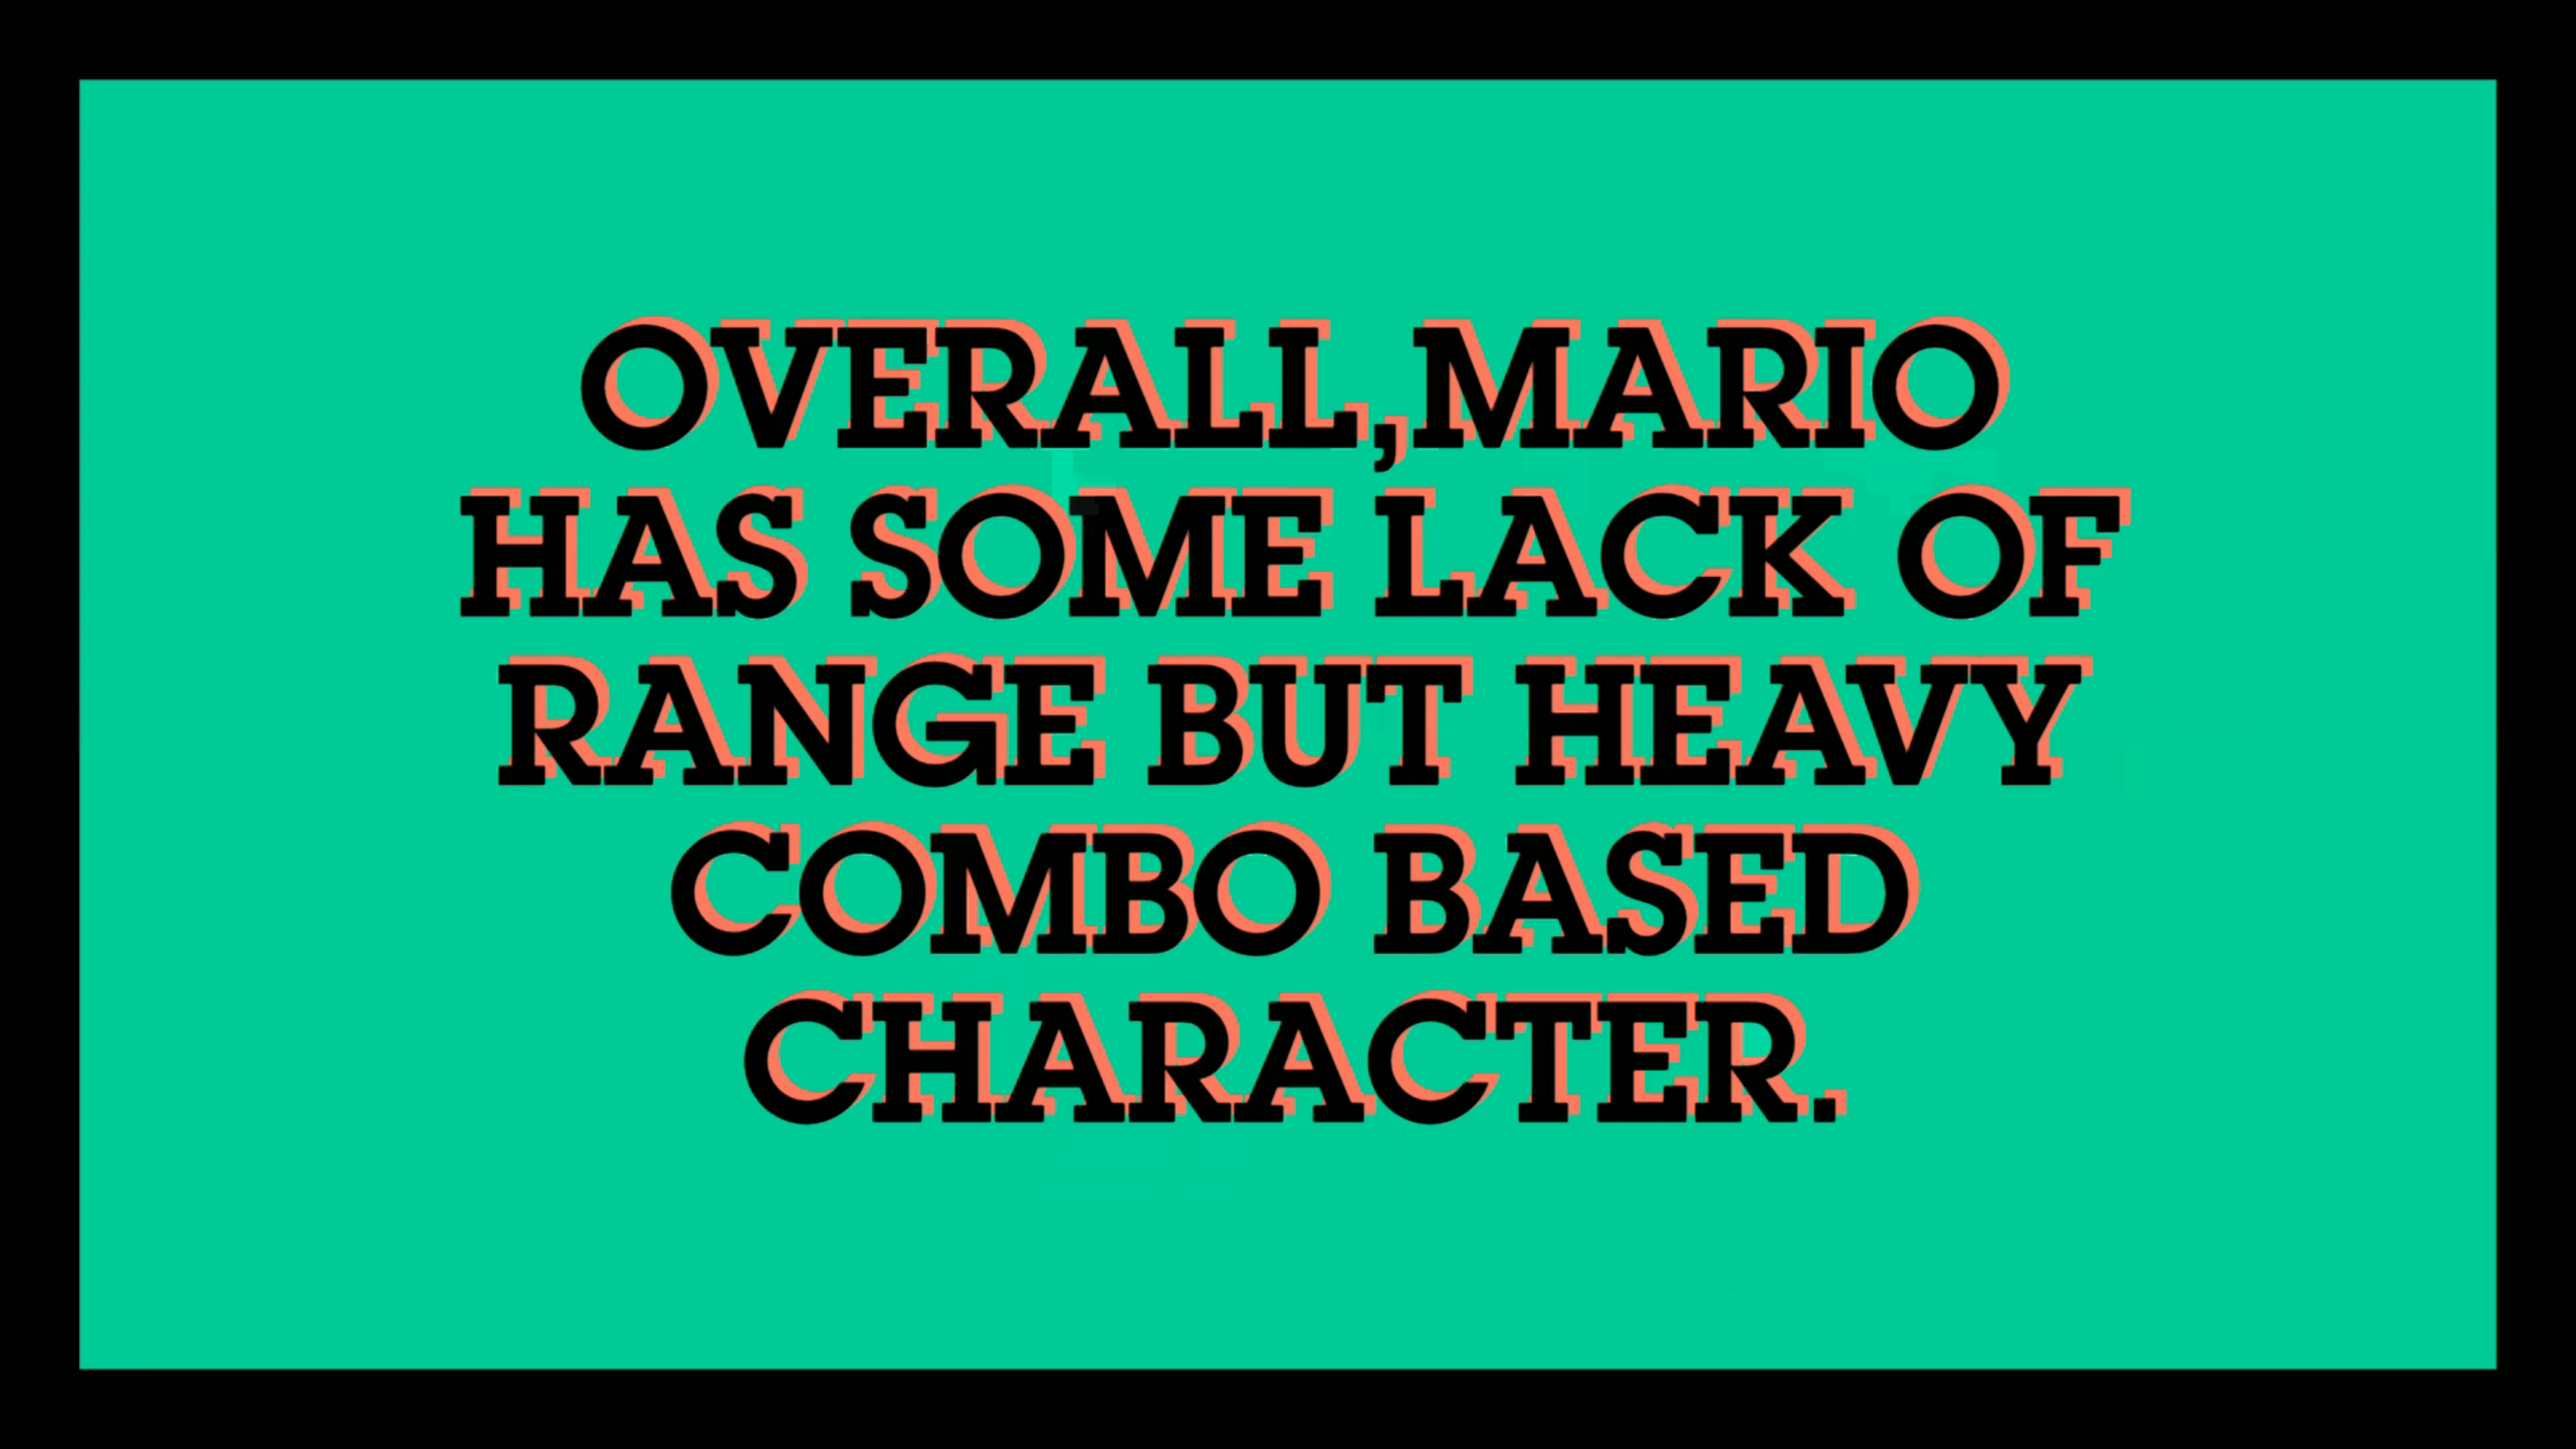 OVERALL,MARIO
HAS SOME LACK OF
RANGE BUT HEAVY
COMBO BASED
CHARACTER.